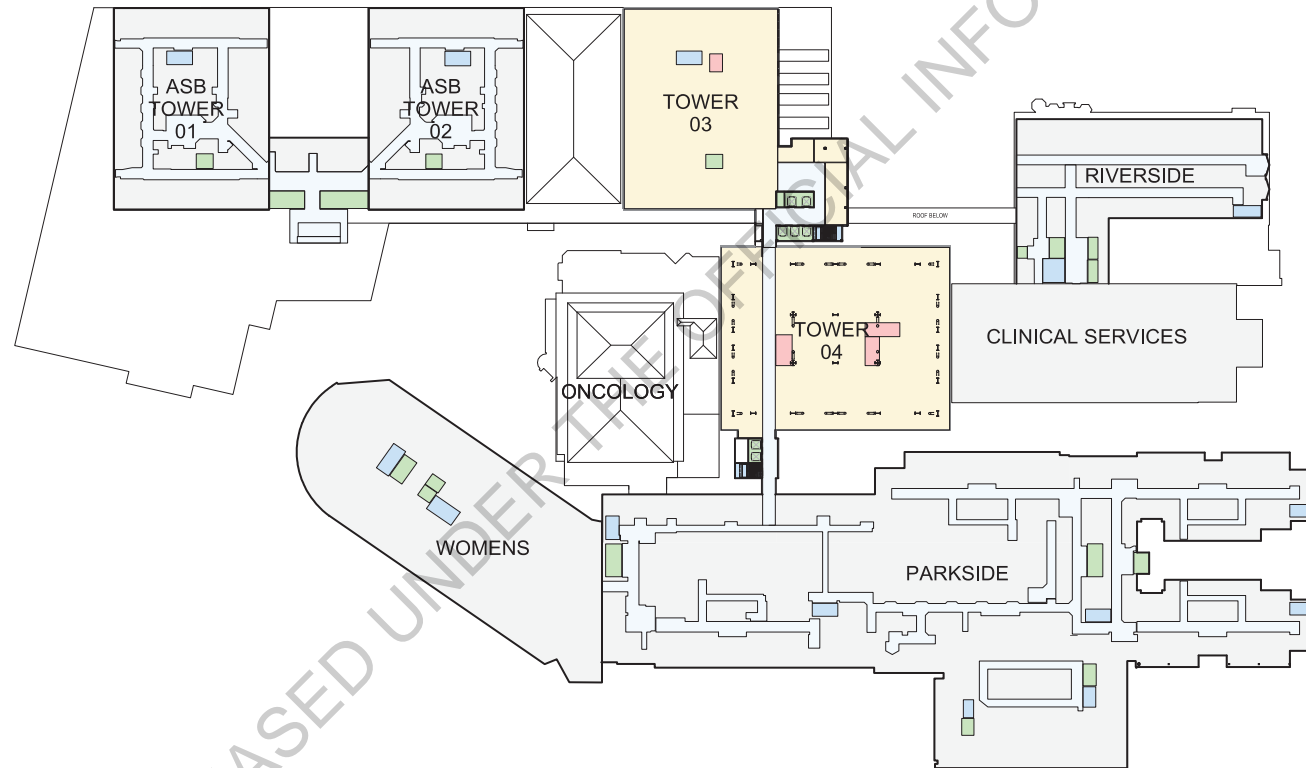 ASB
TOWER
01
ASB
TOWER
02
TOWER
03
RIVERSIDE
ROOF BELOW
TOWER
04
CLINICAL SERVICES
ONCOLOGY
WOMENS
PARKSIDE
ASED UNDER THE OFFICIAL INFO